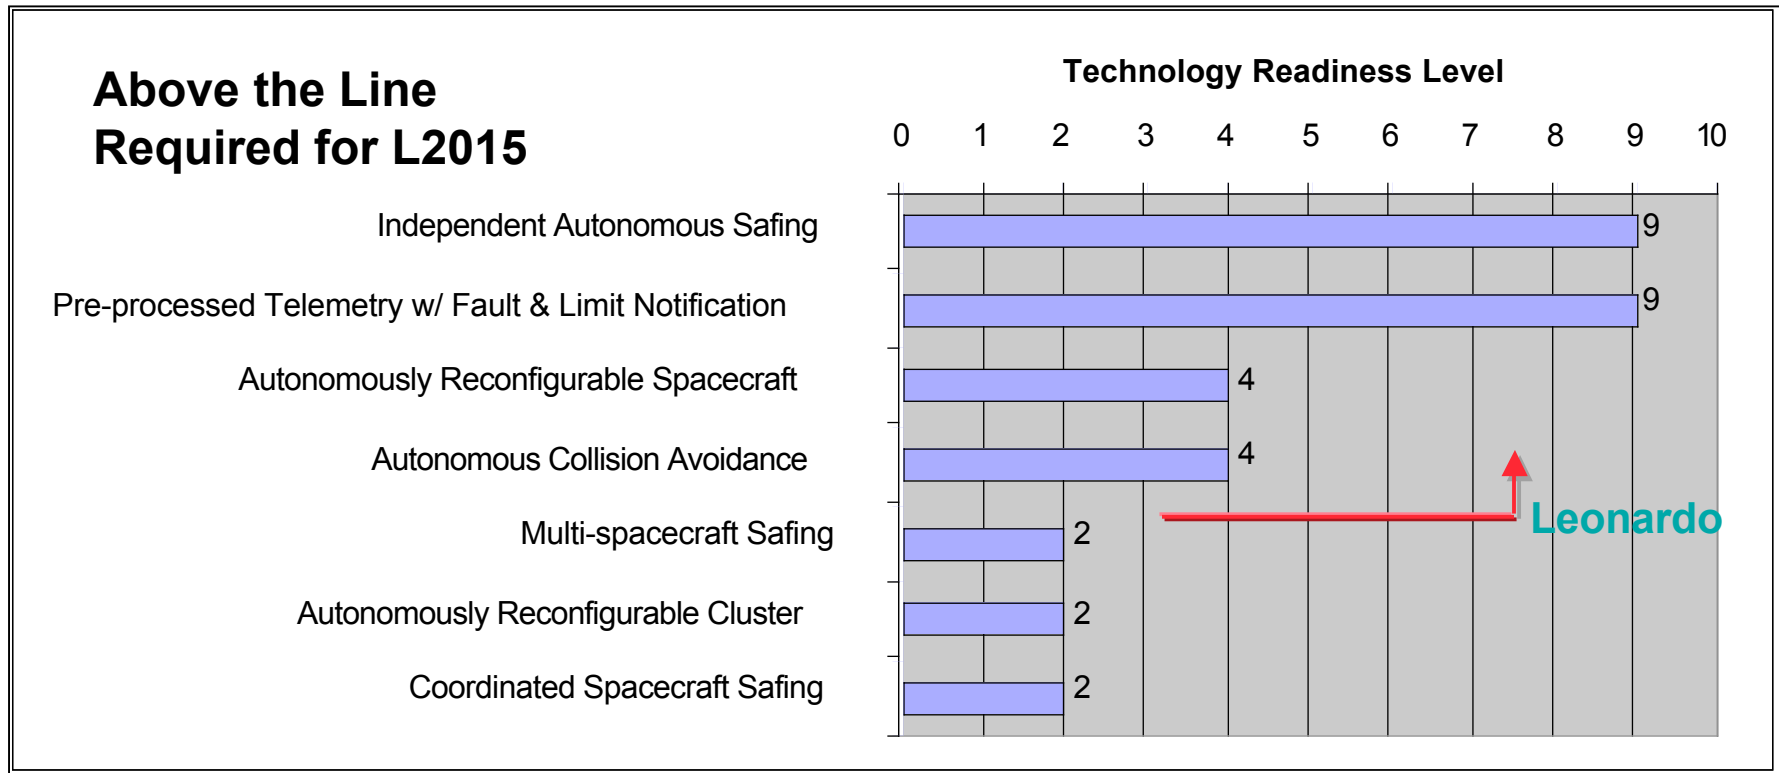 Above the Line
Required for L2015
Technology Readiness Level
0 1 2 3 4 5 6 7 8 9 10
Independent Autonomous Safing 9
Pre-processed Telemetry w/ Fault & Limit Notification 9
Autonomously Reconfigurable Spacecraft 4
Autonomous Collision Avoidance 4
Leonardo
Multi-spacecraft Safing 2
Autonomously Reconfigurable Cluster 2
Coordinated Spacecraft Safing 2